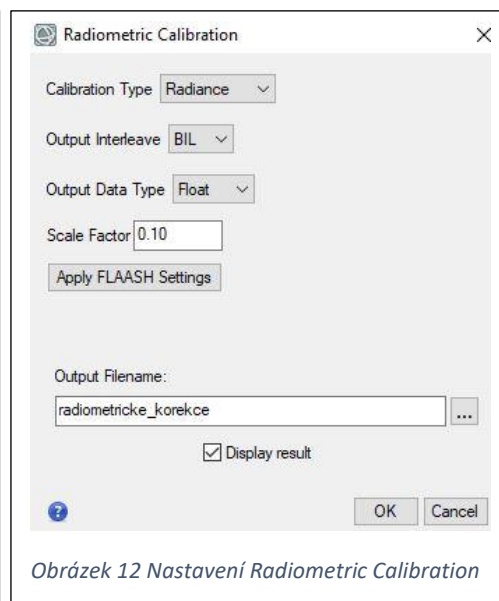 Radiometric Calibration
Calibration Type Radiance
Output Interleave BIL
Output Data Type Float
Scale Factor 0.10
Apply FLAASH Settings
Output Filename:
radiometricke_korekce ...
Display result
? OK Cancel
Obrázek 12 Nastavení Radiometric Calibration